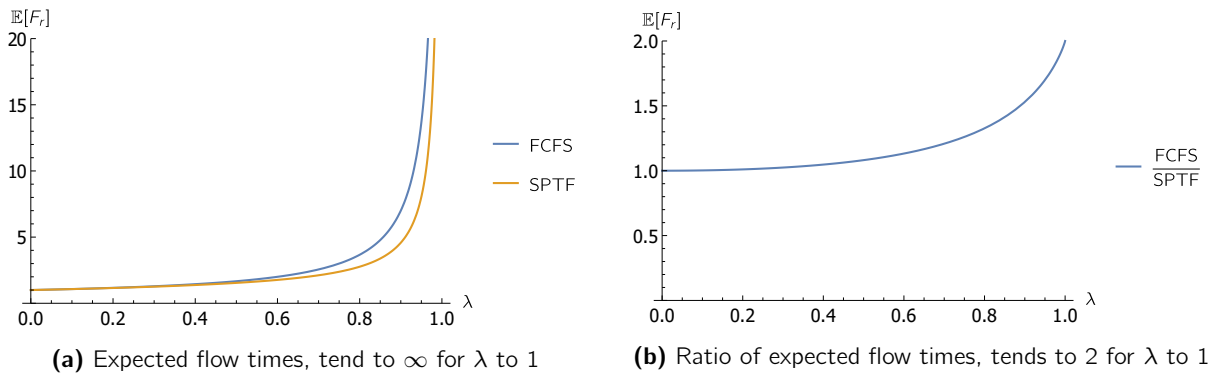 𝔼[F_r]
20
15
10
5
0.0 0.2 0.4 0.6 0.8 1.0
λ
FCFS
SPTF
(a) Expected flow times, tend to ∞ for λ to 1
𝔼[F_r]
2.0
1.5
1.0
0.5
0.0 0.2 0.4 0.6 0.8 1.0
λ
FCFS
SPTF
(b) Ratio of expected flow times, tends to 2 for λ to 1